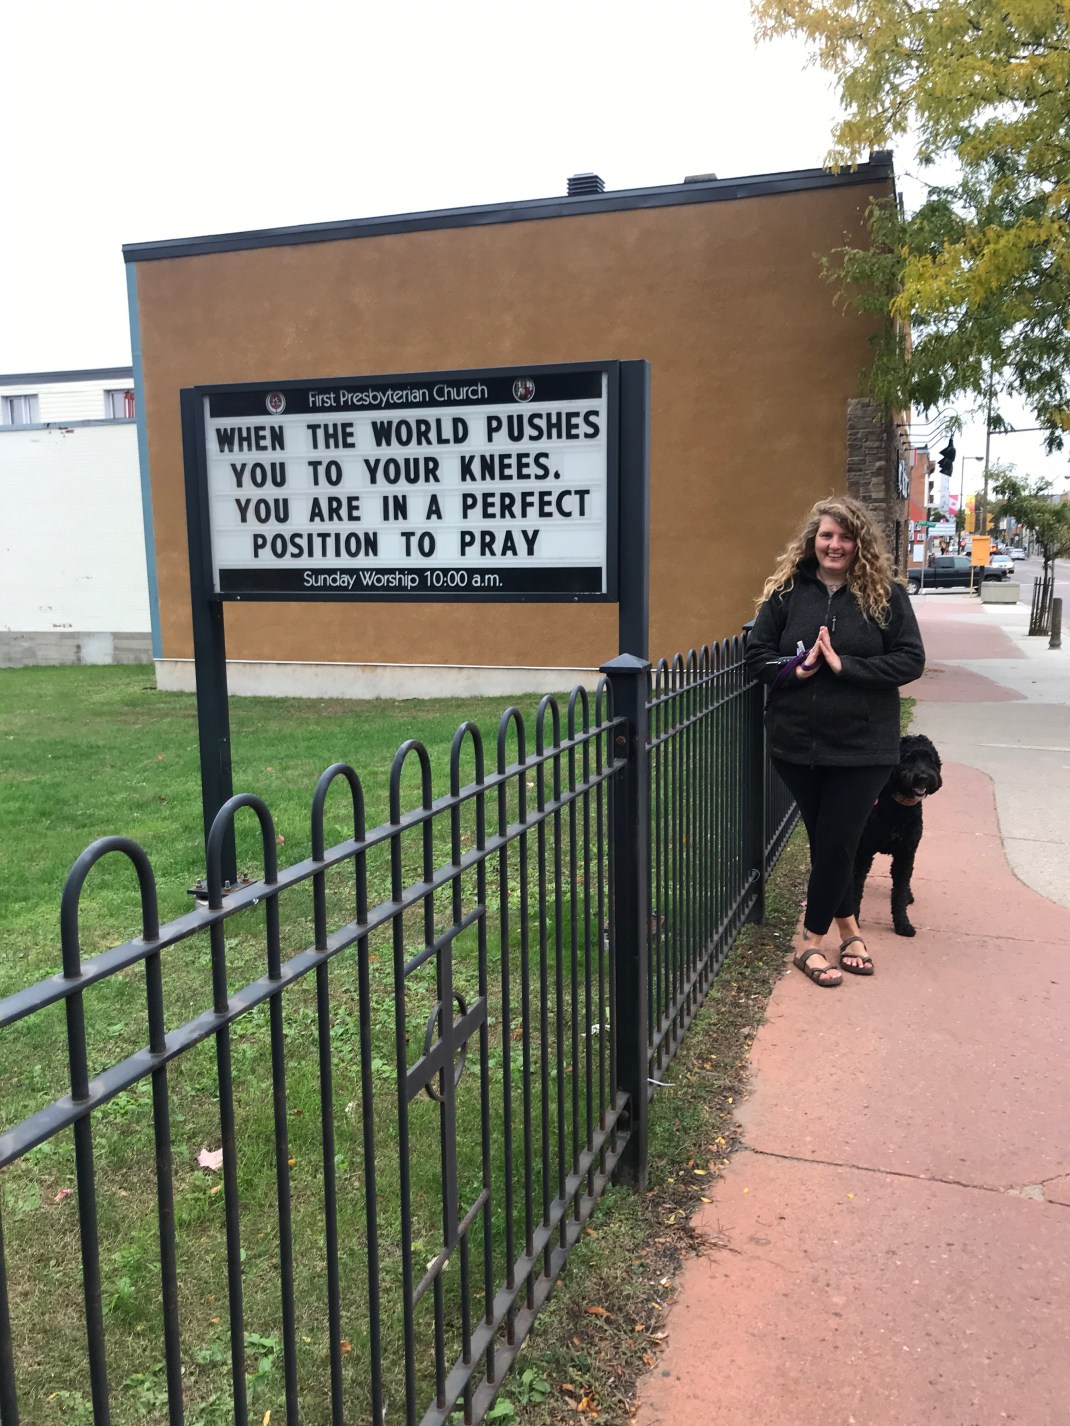 First Presbyterian Church
WHEN THE WORLD PUSHES
YOU TO YOUR KNEES.
YOU ARE IN A PERFECT
POSITION TO PRAY
Sunday Worship 10:00 a.m.